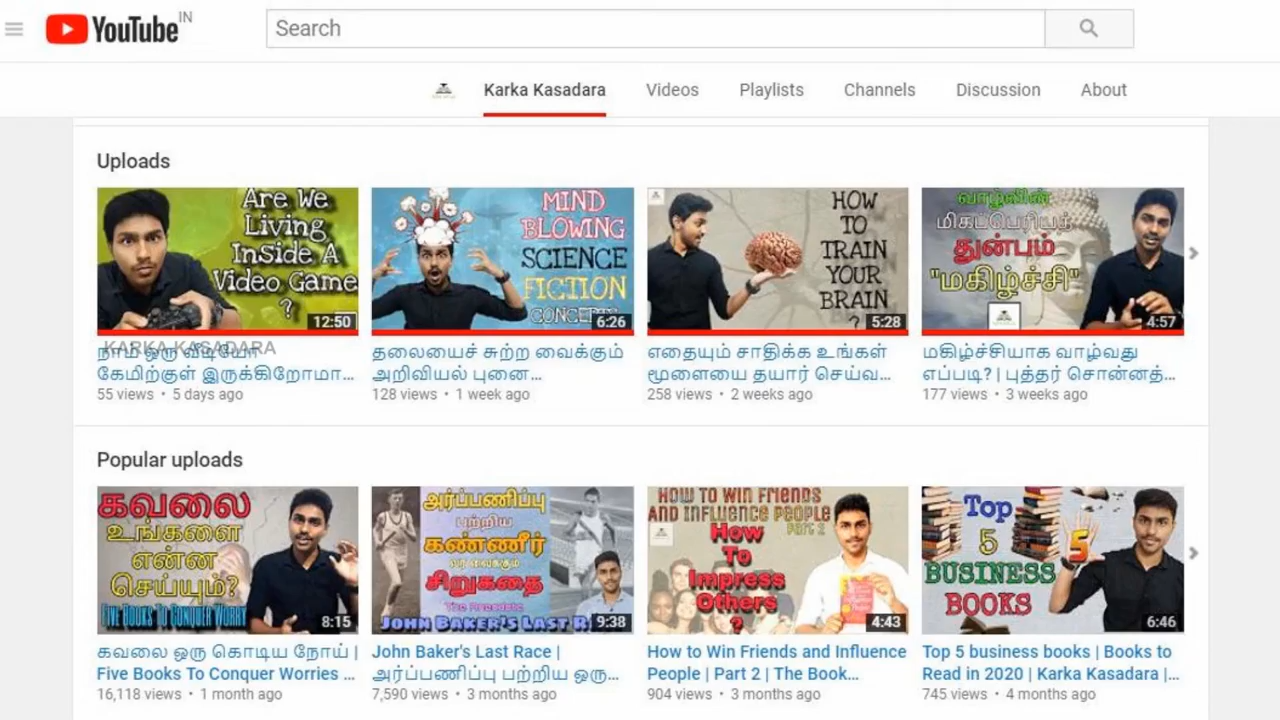 YouTube IN
Search
Karka Kasadara
Videos
Playlists
Channels
Discussion
About
Uploads
Are We
Living
Inside A
Video Game
?
12:50
MIND
BLOWING
SCIENCE
FICTION
CONCEPTS
6:26
HOW
TO
TRAIN
YOUR
BRAIN
?
5:28
வாழ்வின்
மிகப்பெரியத்
துன்பம்
"மகிழ்ச்சி"
4:57
KARKA KASADARA
நாம் ஒரு வீடியோ
கேமிற்குள் இருக்கிறோமா...
55 views • 5 days ago
தலையைச் சுற்ற வைக்கும்
அறிவியல் புனை...
128 views • 1 week ago
எதையும் சாதிக்க உங்கள்
மூளையை தயார் செய்வ...
258 views • 2 weeks ago
மகிழ்ச்சியாக வாழ்வது
எப்படி? | புத்தர் சொன்னத்...
177 views • 3 weeks ago
Popular uploads
கவலை
உங்களை
என்ன
செய்யும்?
Five Books To Conquer Worry
8:15
அர்ப்பணிப்பு
பற்றிய
கண்ணீர்
வர வைக்கும்
சிறுகதை
The Anecdote
John Baker's Last R
9:38
How to Win Friends
and Influence People
Part 2
How
To
Impress
Others
?
4:43
Top
5
BUSINESS
BOOKS
5
6:46
கவலை ஒரு கொடிய நோய் |
Five Books To Conquer Worries ...
16,118 views • 1 month ago
John Baker's Last Race |
அர்ப்பணிப்பு பற்றிய ஒரு...
7,590 views • 3 months ago
How to Win Friends and Influence
People | Part 2 | The Book...
904 views • 3 months ago
Top 5 business books | Books to
Read in 2020 | Karka Kasadara |...
745 views • 4 months ago